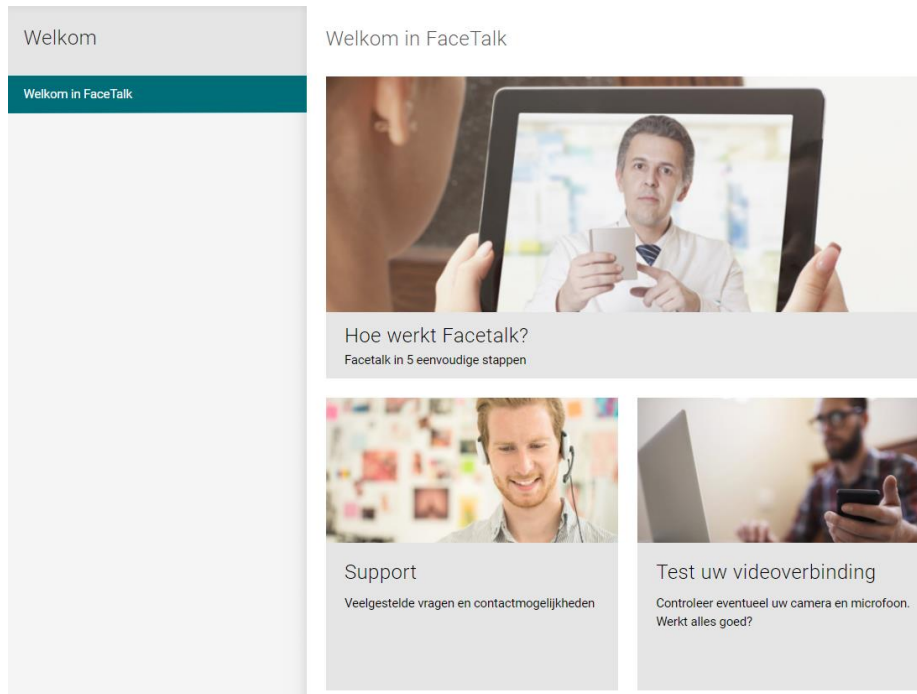 Welkom
Welkom in FaceTalk
Welkom in FaceTalk
Hoe werkt Facetalk?
Facetalk in 5 eenvoudige stappen
Support
Veelgestelde vragen en contactmogelijkheden
Test uw videoverbinding
Controleer eventueel uw camera en microfoon.
Werkt alles goed?